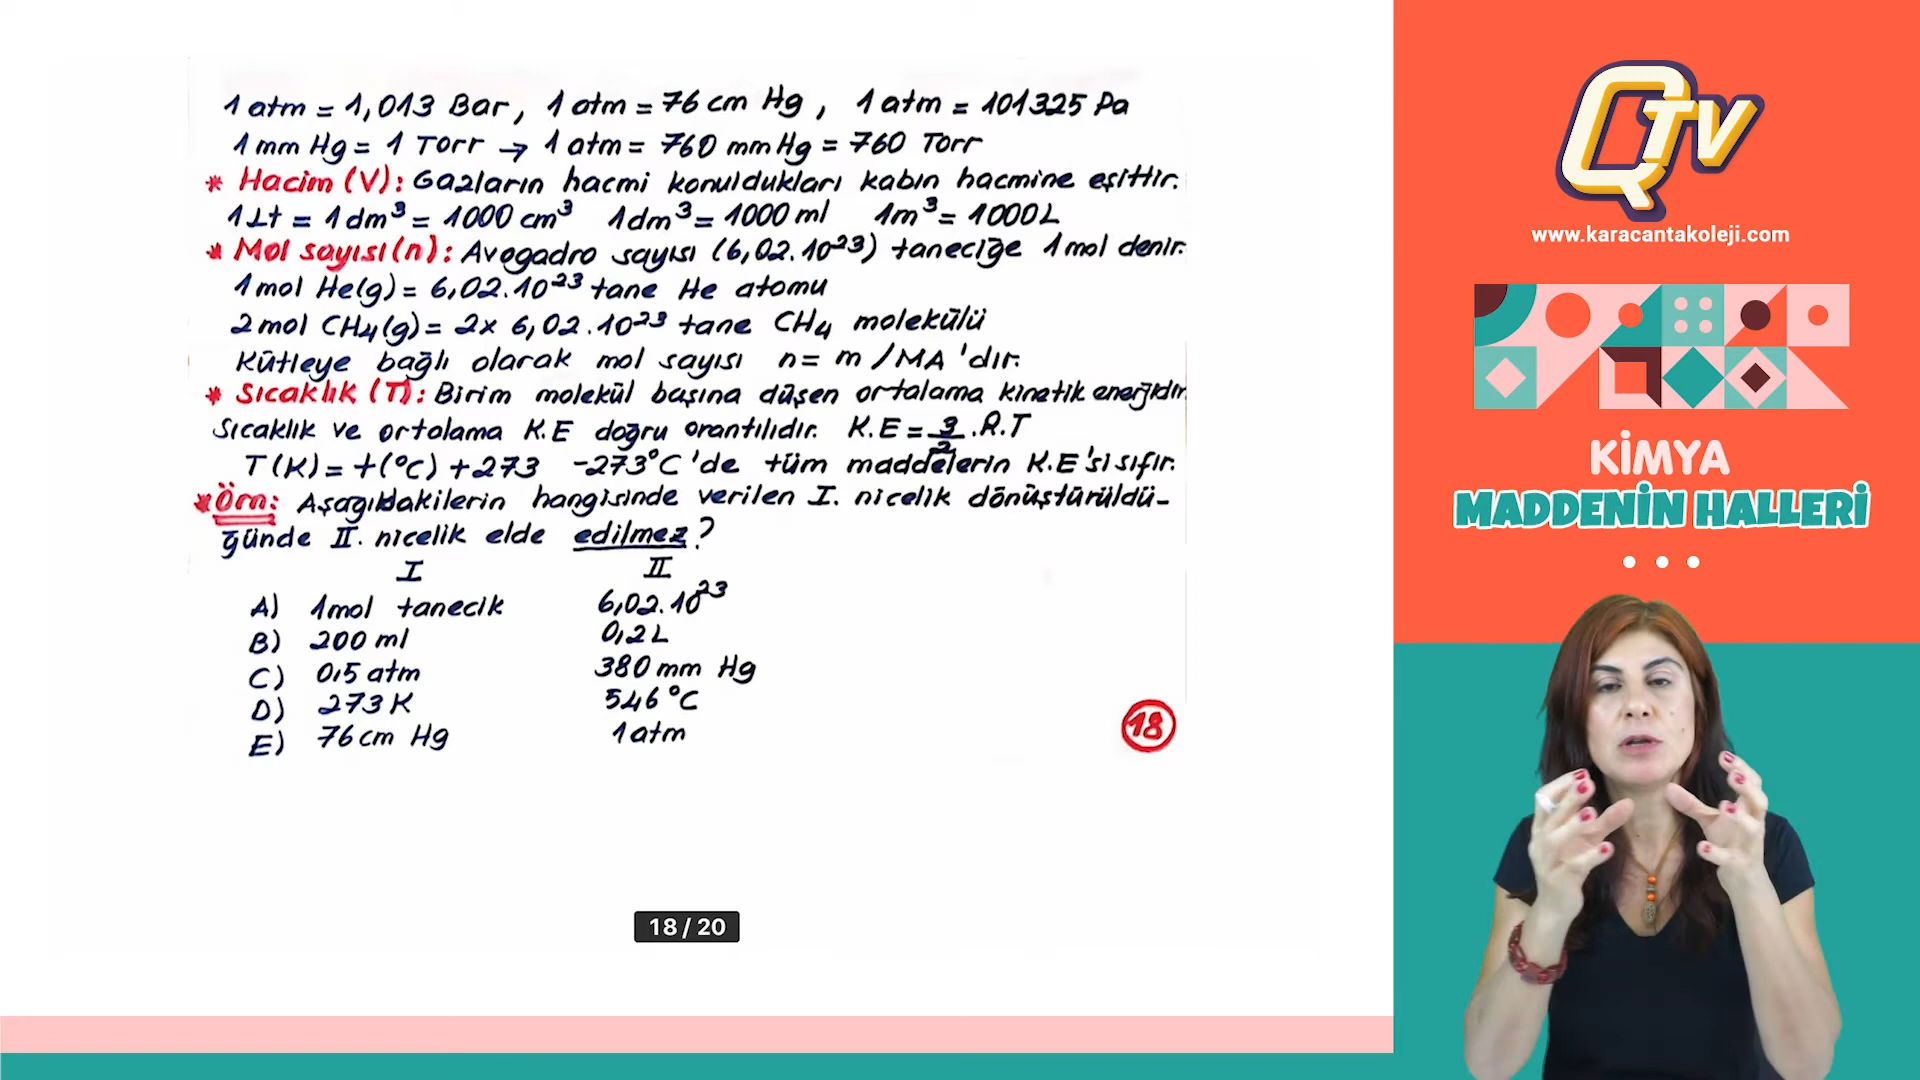 1 atm = 1,013 Bar, 1 atm = 76 cm Hg, 1 atm = 101325 Pa
1 mm Hg = 1 Torr → 1 atm = 760 mmHg = 760 Torr
* Hacim (V): Gazların hacmi konuldukları kabın hacmine eşittir.
1 Lt = 1 dm³ = 1000 cm³ 1dm³ = 1000 ml 1m³ = 1000L
* Mol sayısı (n): Avogadro sayısı (6,02.10²³) taneciğe 1 mol denir.
1 mol He(g) = 6,02.10²³ tane He atomu
2 mol CH₄(g) = 2x 6,02.10²³ tane CH₄ molekülü
Kütleye bağlı olarak mol sayısı n = m / MA 'dır.
* Sıcaklık (T): Birim molekül başına düşen ortalama kinetik enerjidir
Sıcaklık ve ortalama K.E doğru orantılıdır. K.E = 3/2 .R.T
T(K) = t(°C) + 273 -273°C 'de tüm maddelerin K.E'si sıfır.
* Örn: Aşağıdakilerin hangisinde verilen I. nicelik dönüştürüldü-
ğünde II. nicelik elde edilmez?
I II
A) 1mol tanecik 6,02.10²³
B) 200 ml 0,2L
C) 0,5 atm 380 mm Hg
D) 273 K 546 °C
E) 76 cm Hg 1 atm
18
18 / 20
QTV
www.karacantakoleji.com
KİMYA
MADDENİN HALLERİ